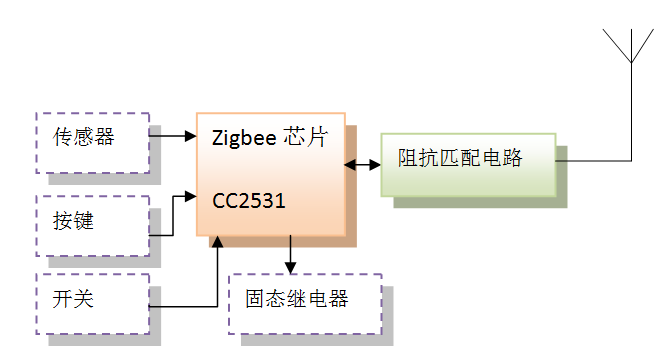 传感器
Zigbee 芯片
CC2531
阻抗匹配电路
按键
开关
固态继电器